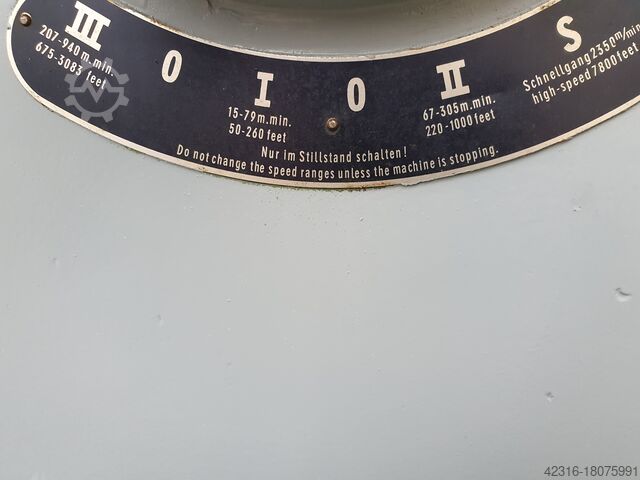 III
207-940 m. min.
675-3083 feet
O
I
15-79 m. min.
50-260 feet
O
II
67-305 m. min.
220-1000 feet
S
Schnellgang 2350 m/min
high-speed 7800 feet
Nur im Stillstand schalten!
Do not change the speed ranges unless the machine is stopping.
42316-18075991